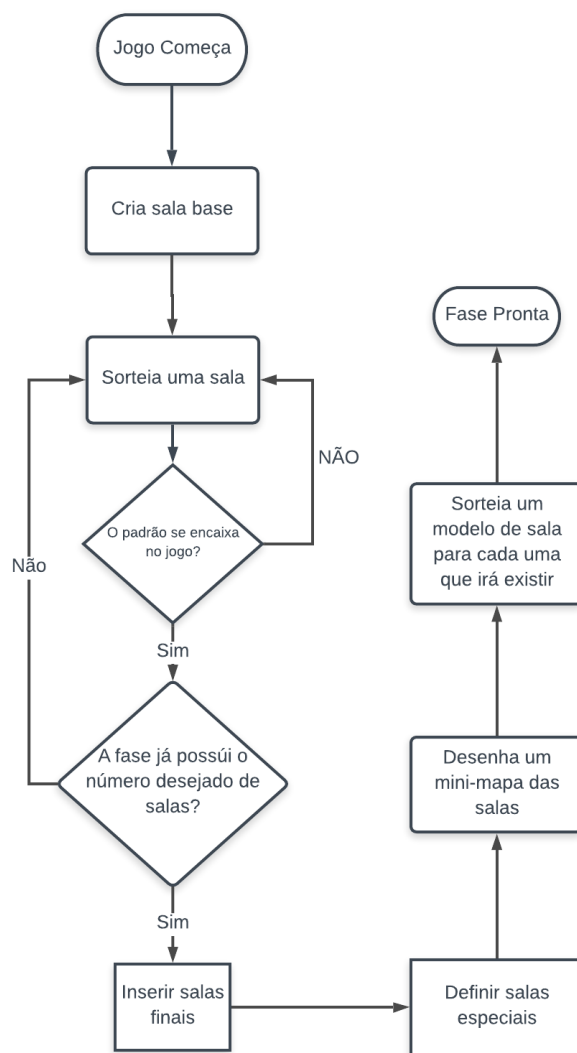 Jogo Começa
Cria sala base
Sorteia uma sala
NÃO
O padrão se encaixa
no jogo?
Não
Sim
A fase já possúi o
número desejado de
salas?
Sim
Inserir salas
finais
Definir salas
especiais
Desenha um
mini-mapa das
salas
Sorteia um
modelo de sala
para cada uma
que irá existir
Fase Pronta